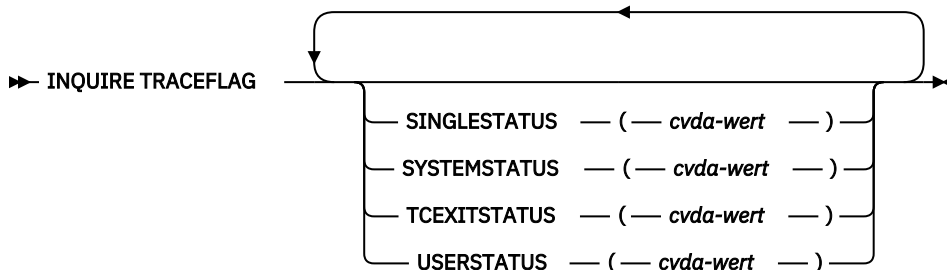 INQUIRE TRACEFLAG
SINGLESTATUS ( cvda-wert )
SYSTEMSTATUS ( cvda-wert )
TCEXITSTATUS ( cvda-wert )
USERSTATUS ( cvda-wert )